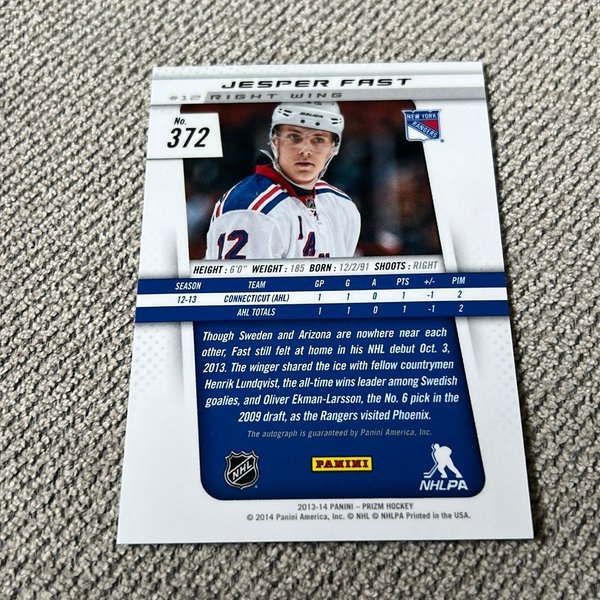 JESPER FAST
#12 RIGHT WING
No.
372
NEW YORK
RANGERS
12
HEIGHT: 6'0" WEIGHT: 185 BORN: 12/2/91 SHOOTS: RIGHT
SEASON TEAM GP G A PTS +/- PIM
12-13 CONNECTICUT (AHL) 1 1 0 1 -1 2
AHL TOTALS 1 1 0 1 -1 2
Though Sweden and Arizona are nowhere near each
other, Fast still felt at home in his NHL debut Oct. 3,
2013. The winger shared the ice with fellow countrymen
Henrik Lundqvist, the all-time wins leader among Swedish
goalies, and Oliver Ekman-Larsson, the No. 6 pick in the
2009 draft, as the Rangers visited Phoenix.
The autograph is guaranteed by Panini America, Inc.
NHL
PANINI
NHLPA
2013-14 PANINI – PRIZM HOCKEY
© 2014 Panini America, Inc. © NHL © NHLPA Printed in the USA.